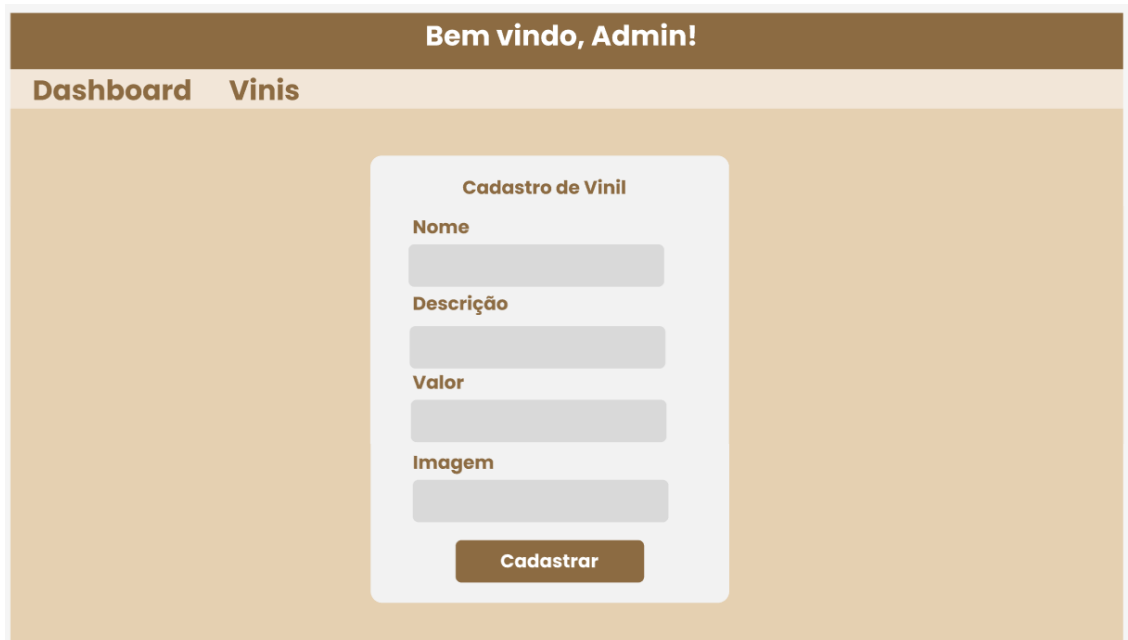 Bem vindo, Admin!
Dashboard Vinis
Cadastro de Vinil
Nome
Descrição
Valor
Imagem
Cadastrar